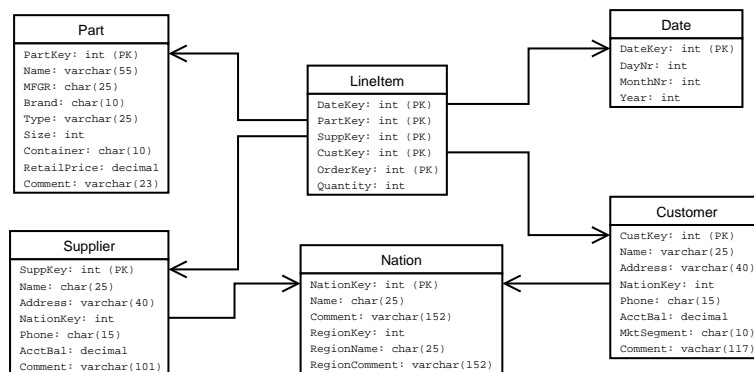 Part
PartKey: int (PK)
Name: varchar(55)
MFGR: char(25)
Brand: char(10)
Type: varchar(25)
Size: int
Container: char(10)
RetailPrice: decimal
Comment: varchar(23)
LineItem
DateKey: int (PK)
PartKey: int (PK)
SuppKey: int (PK)
CustKey: int (PK)
OrderKey: int (PK)
Quantity: int
Date
DateKey: int (PK)
DayNr: int
MonthNr: int
Year: int
Supplier
SuppKey: int (PK)
Name: char(25)
Address: varchar(40)
NationKey: int
Phone: char(15)
AcctBal: decimal
Comment: varchar(101)
Nation
NationKey: int (PK)
Name: char(25)
Comment: varchar(152)
RegionKey: int
RegionName: char(25)
RegionComment: varchar(152)
Customer
CustKey: int (PK)
Name: varchar(25)
Address: varchar(40)
NationKey: int
Phone: char(15)
AcctBal: decimal
MktSegment: char(10)
Comment: vachar(117)